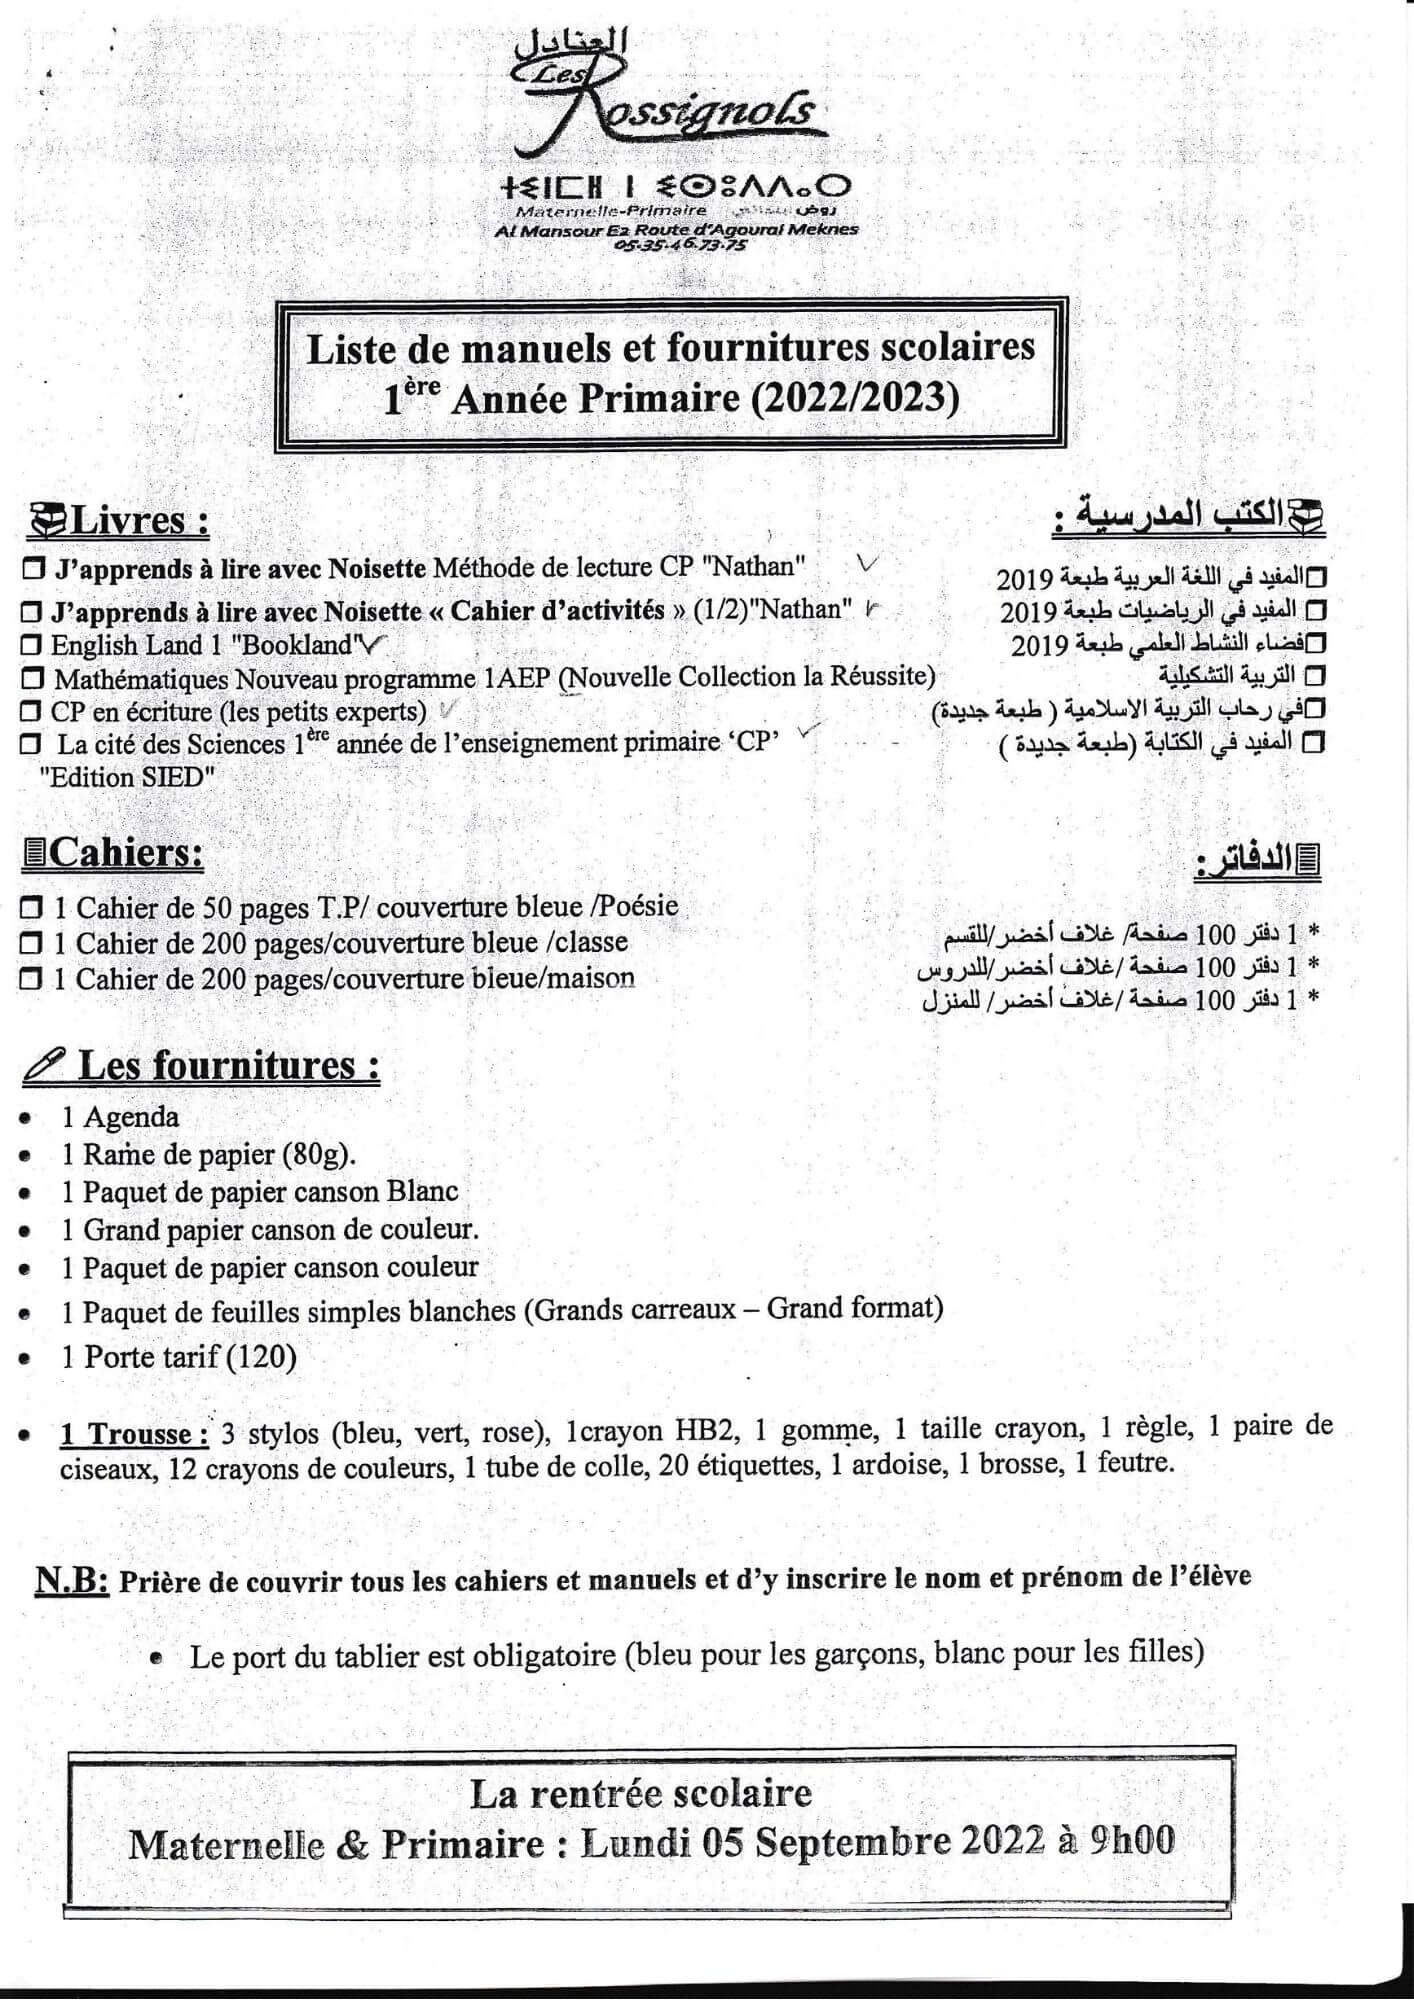 العنادل
Les Rossignols
ⵜⵉⵏⵎⵍ ⵏ ⵉⵙⵓⴷⴷⴰⵔ
Maternelle-Primaire روض
Al Mansour E2 Route d'Agourai Meknes
05.35.46.73.75
Liste de manuels et fournitures scolaires
1ère Année Primaire (2022/2023)
Livres :
❒ J'apprends à lire avec Noisette Méthode de lecture CP "Nathan"
❒ J'apprends à lire avec Noisette « Cahier d'activités » (1/2)"Nathan"
❒ English Land 1 "Bookland"
❒ Mathématiques Nouveau programme 1AEP (Nouvelle Collection la Réussite)
❒ CP en écriture (les petits experts)
❒ La cité des Sciences 1ère année de l'enseignement primaire 'CP'
"Edition SIED"
الكتب المدرسية :
❒المفيد في اللغة العربية طبعة 2019
❒ المفيد في الرياضيات طبعة 2019
❒فضاء النشاط العلمي طبعة 2019
❒ التربية التشكيلية
❒في رحاب التربية الاسلامية ( طبعة جديدة)
❒ المفيد في الكتابة (طبعة جديدة )
Cahiers:
❒ 1 Cahier de 50 pages T.P/ couverture bleue /Poésie
❒ 1 Cahier de 200 pages/couverture bleue /classe
❒ 1 Cahier de 200 pages/couverture bleue/maison
الدفاتر:
* 1 دفتر 100 صفحة/ غلاف أخضر/للقسم
* 1 دفتر 100 صفحة /غلاف أخضر/للدروس
* 1 دفتر 100 صفحة /غلاف أخضر/ للمنزل
Les fournitures :
• 1 Agenda
• 1 Rame de papier (80g).
• 1 Paquet de papier canson Blanc
• 1 Grand papier canson de couleur.
• 1 Paquet de papier canson couleur
• 1 Paquet de feuilles simples blanches (Grands carreaux – Grand format)
• 1 Porte tarif (120)
• 1 Trousse : 3 stylos (bleu, vert, rose), 1crayon HB2, 1 gomme, 1 taille crayon, 1 règle, 1 paire de
ciseaux, 12 crayons de couleurs, 1 tube de colle, 20 étiquettes, 1 ardoise, 1 brosse, 1 feutre.
N.B: Prière de couvrir tous les cahiers et manuels et d'y inscrire le nom et prénom de l'élève
• Le port du tablier est obligatoire (bleu pour les garçons, blanc pour les filles)
La rentrée scolaire
Maternelle & Primaire : Lundi 05 Septembre 2022 à 9h00